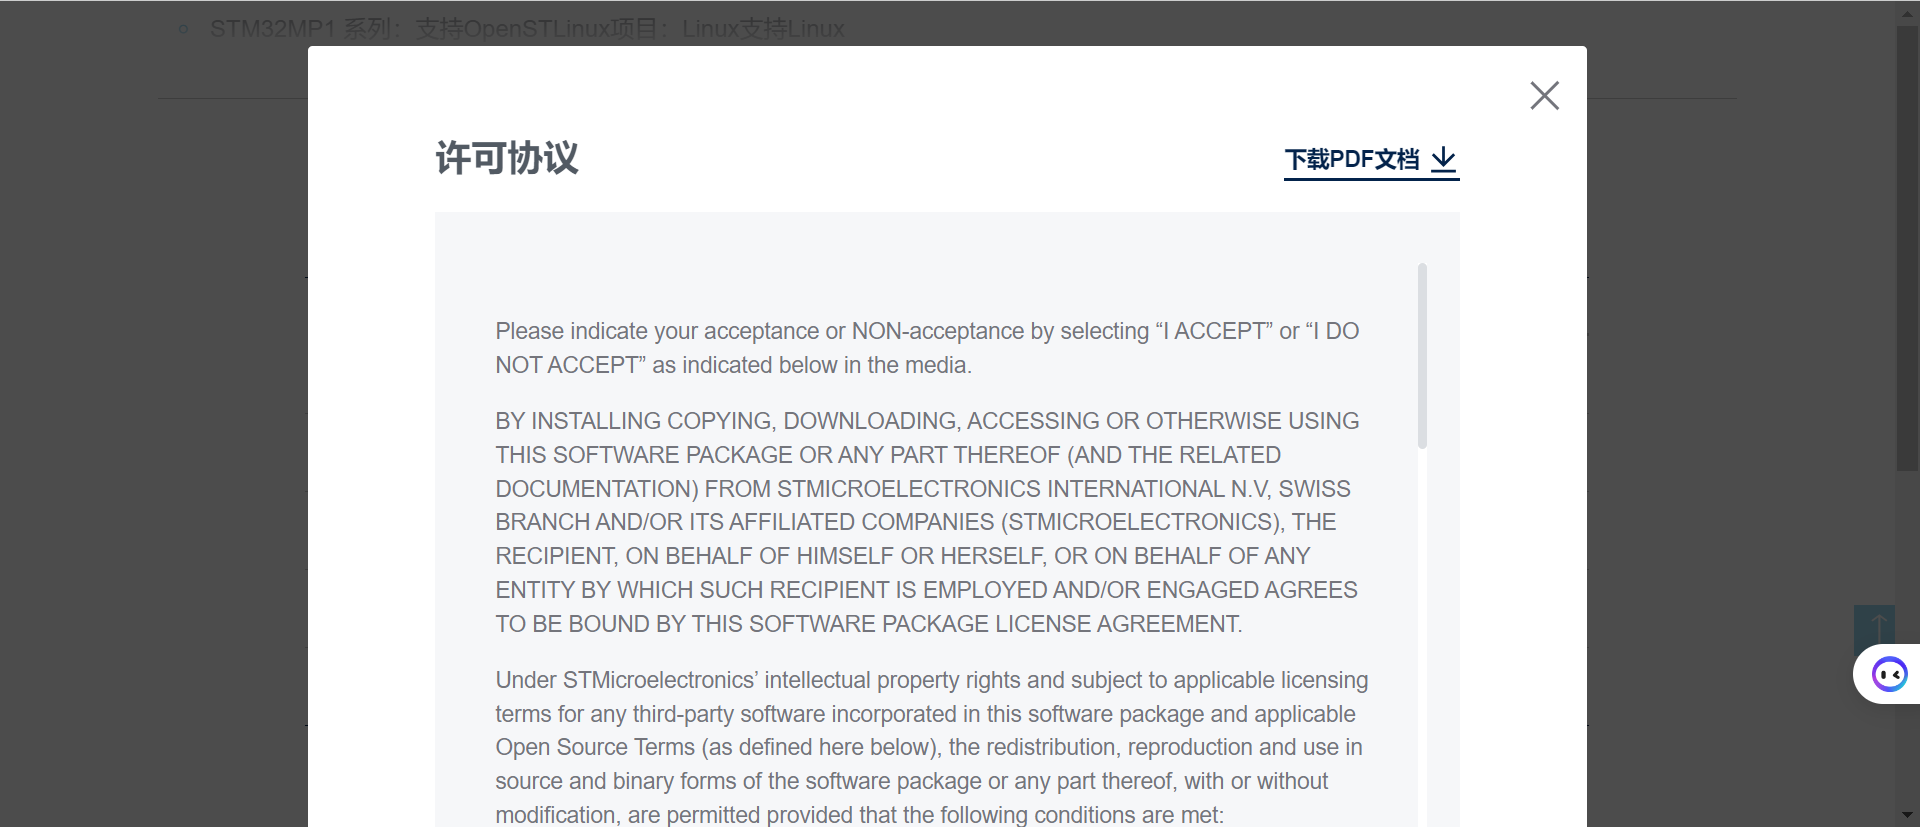 STM32MP1 系列：支持OpenSTLinux项目：Linux支持Linux
许可协议
下载PDF文档
Please indicate your acceptance or NON-acceptance by selecting “I ACCEPT” or “I DO
NOT ACCEPT” as indicated below in the media.
BY INSTALLING COPYING, DOWNLOADING, ACCESSING OR OTHERWISE USING
THIS SOFTWARE PACKAGE OR ANY PART THEREOF (AND THE RELATED
DOCUMENTATION) FROM STMICROELECTRONICS INTERNATIONAL N.V, SWISS
BRANCH AND/OR ITS AFFILIATED COMPANIES (STMICROELECTRONICS), THE
RECIPIENT, ON BEHALF OF HIMSELF OR HERSELF, OR ON BEHALF OF ANY
ENTITY BY WHICH SUCH RECIPIENT IS EMPLOYED AND/OR ENGAGED AGREES
TO BE BOUND BY THIS SOFTWARE PACKAGE LICENSE AGREEMENT.
Under STMicroelectronics’ intellectual property rights and subject to applicable licensing
terms for any third-party software incorporated in this software package and applicable
Open Source Terms (as defined here below), the redistribution, reproduction and use in
source and binary forms of the software package or any part thereof, with or without
modification, are permitted provided that the following conditions are met: